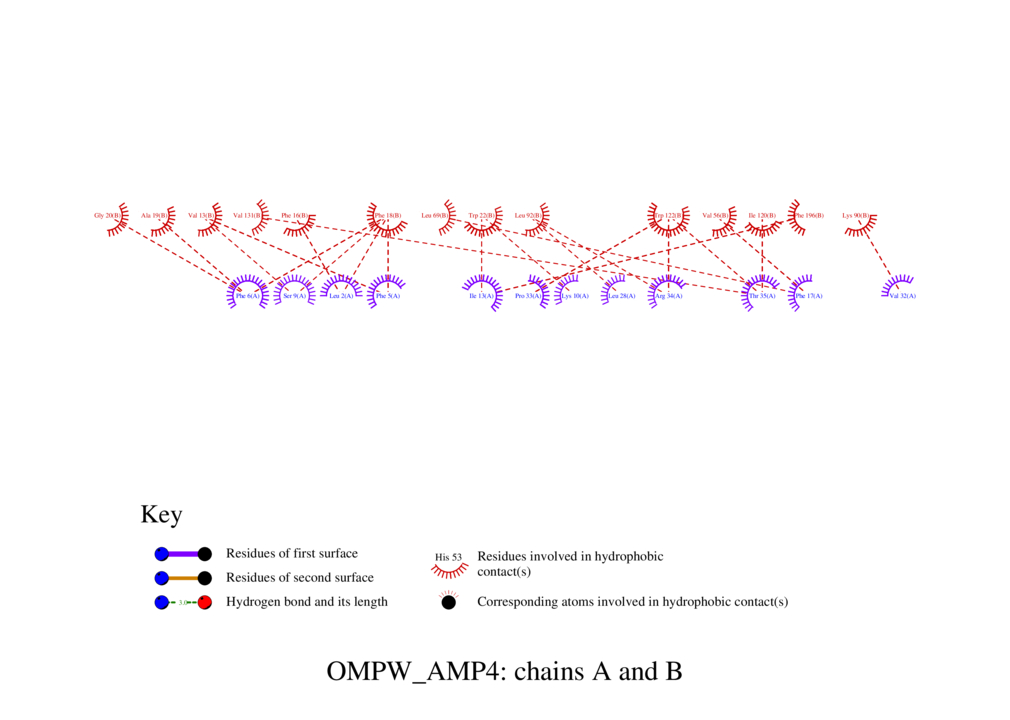 Gly 20(B) Ala 19(B) Val 15(B) Val 131(B) Phe 16(B) Phe 18(B) Leu 69(B) Trp 22(B) Leu 92(B) Trp 122(B) Val 56(B) Ile 120(B) Phe 196(B) Lys 90(B)
Phe 6(A) Ser 9(A) Leu 2(A) Phe 5(A) Ile 13(A) Pro 33(A) Lys 10(A) Leu 28(A) Arg 34(A) Thr 35(A) Phe 17(A) Val 32(A)
Key
Residues of first surface
Residues of second surface
3.0 Hydrogen bond and its length
His 53 Residues involved in hydrophobic
contact(s)
Corresponding atoms involved in hydrophobic contact(s)
OMPW_AMP4: chains A and B